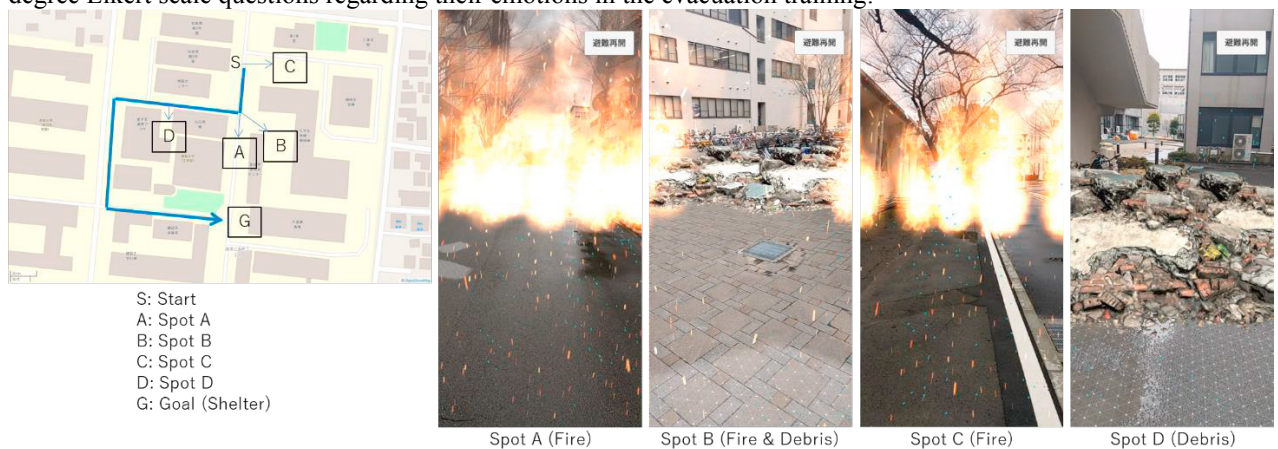 degree Likert scale questions regarding their emotions in the evacuation training.
S
C
D
A
B
G
S: Start
A: Spot A
B: Spot B
C: Spot C
D: Spot D
G: Goal (Shelter)
避難再開
避難再開
避難再開
避難再開
Spot A (Fire)
Spot B (Fire & Debris)
Spot C (Fire)
Spot D (Debris)